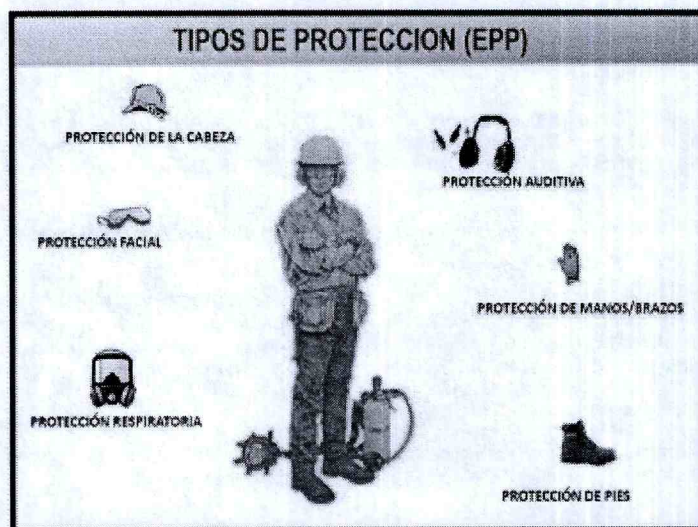 TIPOS DE PROTECCION (EPP)
PROTECCIÓN DE LA CABEZA
PROTECCIÓN FACIAL
PROTECCIÓN RESPIRATORIA
PROTECCIÓN AUDITIVA
PROTECCIÓN DE MANOS/BRAZOS
PROTECCIÓN DE PIES